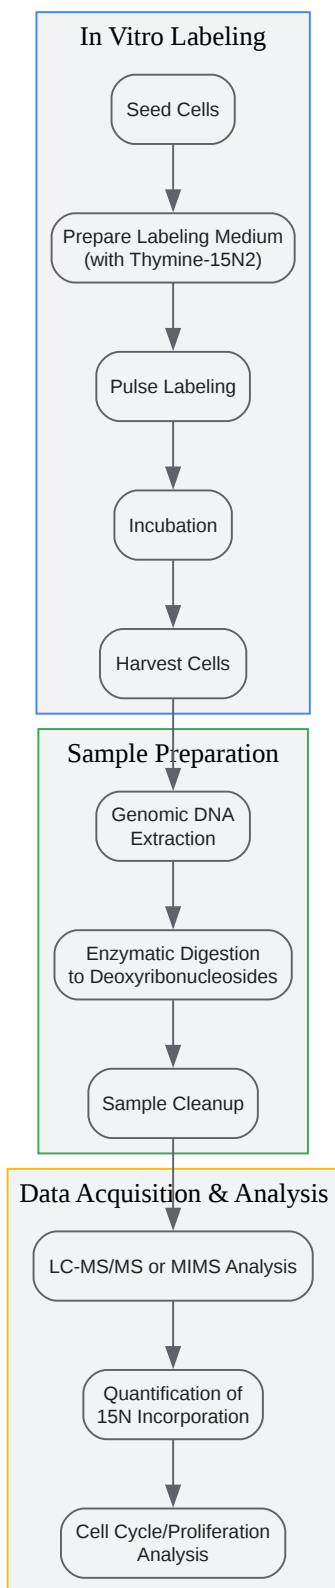 In Vitro Labeling
Seed Cells
Prepare Labeling Medium
(with Thymine-15N2)
Pulse Labeling
Incubation
Harvest Cells
Sample Preparation
Genomic DNA
Extraction
Enzymatic Digestion
to Deoxyribonucleosides
Sample Cleanup
Data Acquisition & Analysis
LC-MS/MS or MIMS Analysis
Quantification of
15N Incorporation
Cell Cycle/Proliferation
Analysis